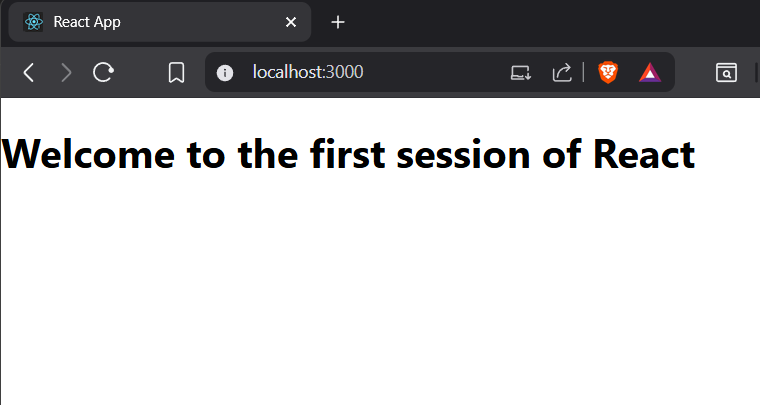 React App
localhost:3000
Welcome to the first session of React